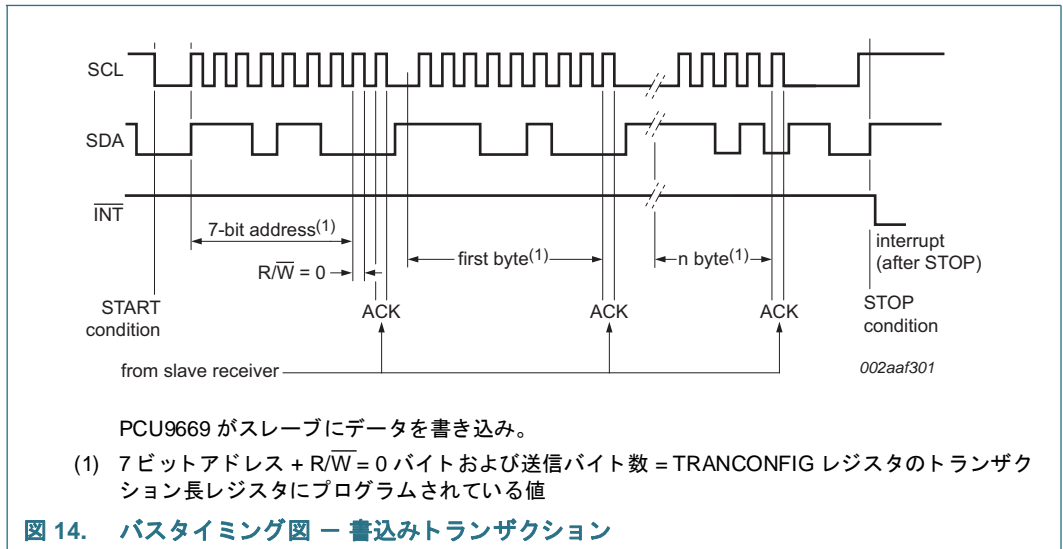 SCL
SDA
INT
7-bit address(1)
R/W = 0
first byte(1)
n byte(1)
interrupt
(after STOP)
START
condition
ACK
ACK
ACK
STOP
condition
from slave receiver
002aaf301
PCU9669 がスレーブにデータを書き込み。
(1) 7 ビットアドレス + R/W = 0 バイトおよび送信バイト数 = TRANCONFIG レジスタのトランザク
ション長レジスタにプログラムされている値
図 14. バスタイミング図 － 書込みトランザクション